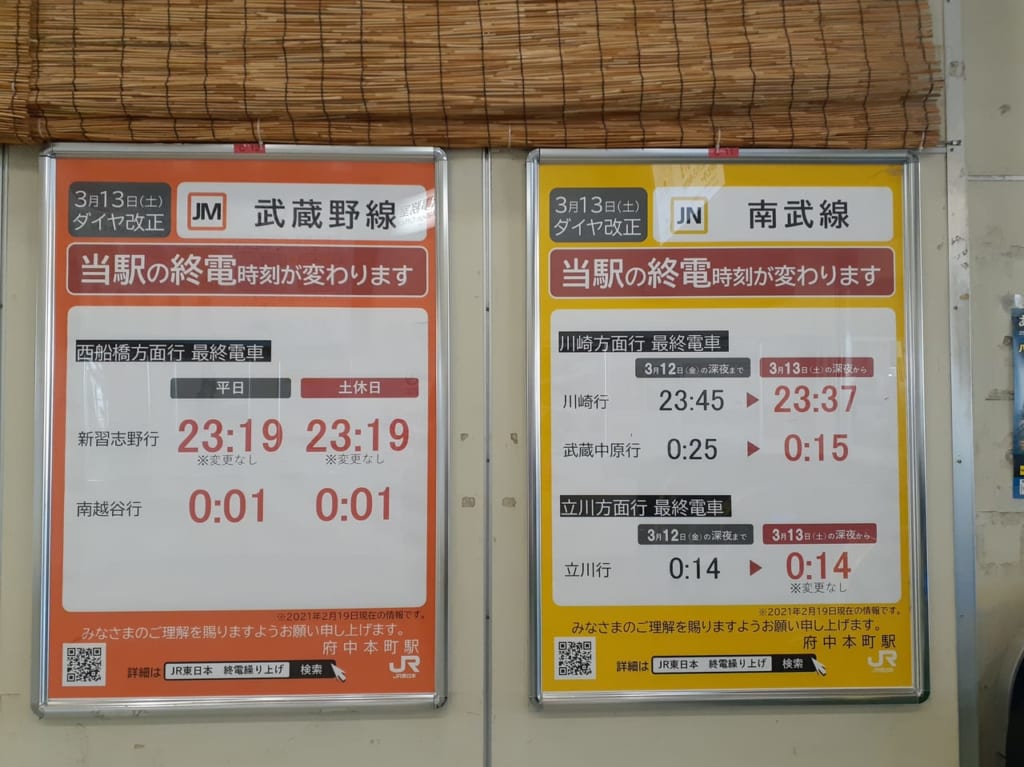 3月13日(土)
ダイヤ改正
JM 武蔵野線
当駅の終電時刻が変わります
西船橋方面行 最終電車
平日 土休日
新習志野行 23:19 23:19
※変更なし ※変更なし
南越谷行 0:01 0:01
※2021年2月19日現在の情報です。
みなさまのご理解を賜りますようお願い申し上げます。
府中本町駅
詳細は JR東日本 終電繰り上げ 検索
JR
JR東日本
3月13日(土)
ダイヤ改正
JN 南武線
当駅の終電時刻が変わります
川崎方面行 最終電車
3月12日(金)の深夜まで 3月13日(土)の深夜から
川崎行 23:45 ▶ 23:37
武蔵中原行 0:25 ▶ 0:15
立川方面行 最終電車
3月12日(金)の深夜まで 3月13日(土)の深夜から
立川行 0:14 ▶ 0:14
※変更なし
※2021年2月19日現在の情報です。
みなさまのご理解を賜りますようお願い申し上げます。
府中本町駅
詳細は JR東日本 終電繰り上げ 検索
JR
JR東日本